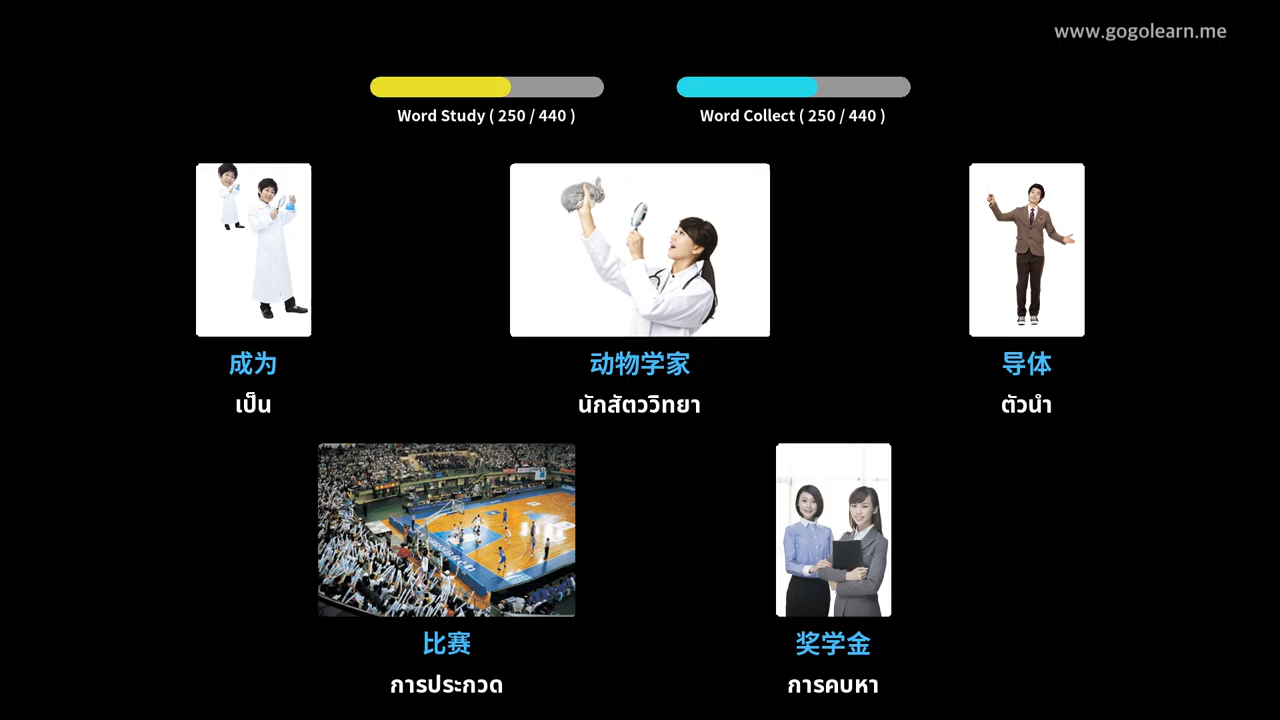 www.gogolearn.me
Word Study ( 250 / 440 )
Word Collect ( 250 / 440 )
成为
เป็น
动物学家
นักสัตววิทยา
导体
ตัวนำ
比赛
การประกวด
奖学金
การคบหา